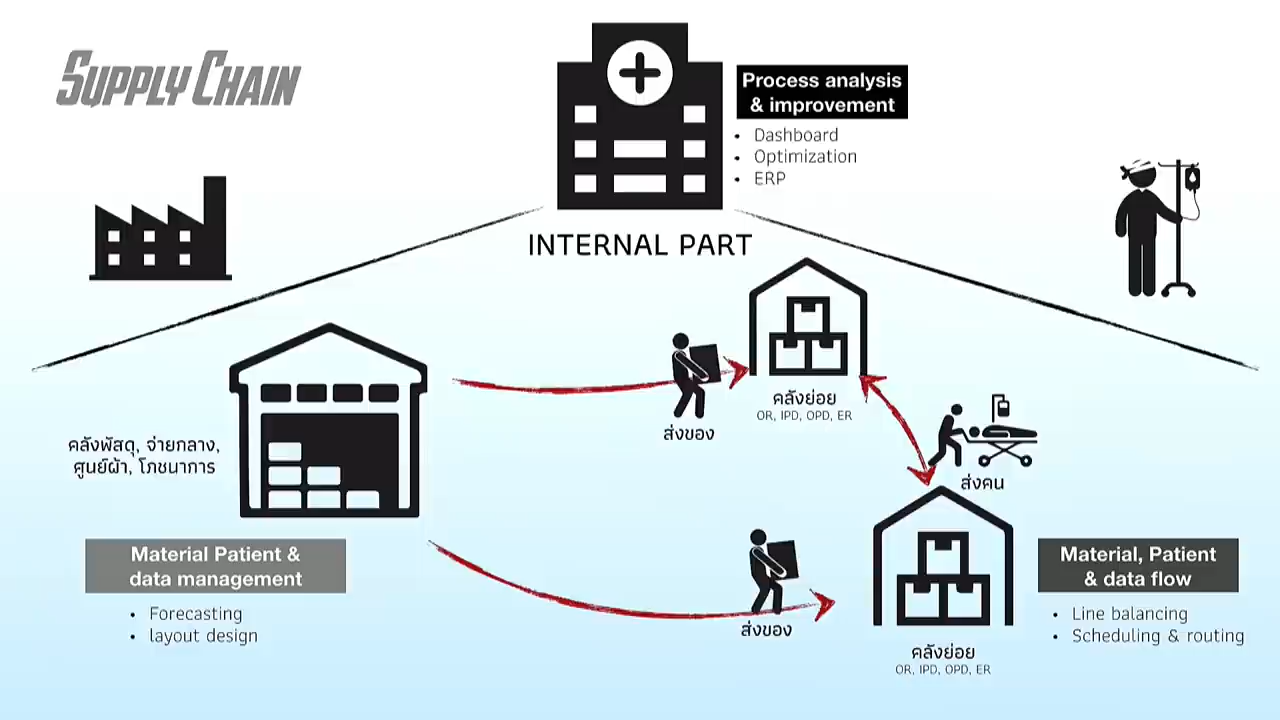 SUPPLY CHAIN
Process analysis
& improvement
• Dashboard
• Optimization
• ERP
INTERNAL PART
คลังย่อย
OR, IPD, OPD, ER
ส่งของ
ส่งคน
คลังพัสดุ, จ่ายกลาง,
ศูนย์ผ้า, โภชนาการ
Material Patient &
data management
• Forecasting
• layout design
ส่งของ
คลังย่อย
OR, IPD, OPD, ER
Material, Patient
& data flow
• Line balancing
• Scheduling & routing